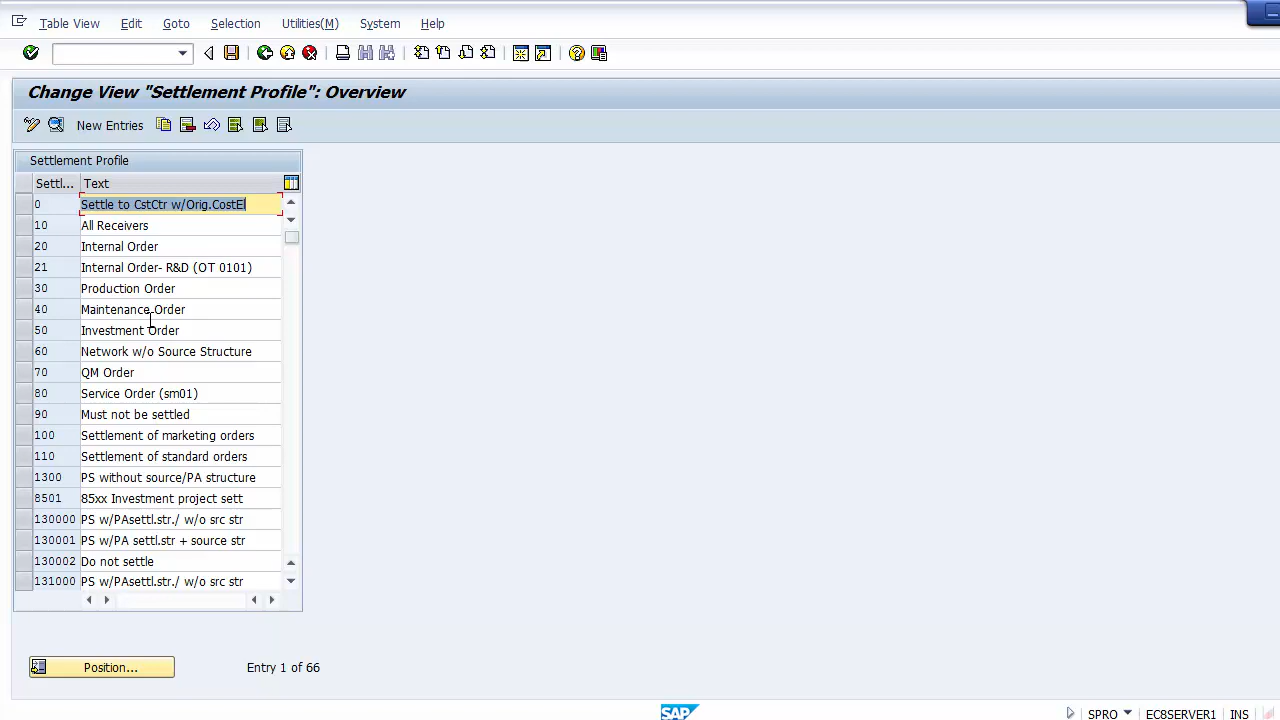 Table View Edit Goto Selection Utilities(M) System Help
Change View "Settlement Profile": Overview
New Entries
Settlement Profile
Settl... Text
0 Settle to CstCtr w/Orig.CostEl
10 All Receivers
20 Internal Order
21 Internal Order- R&D (OT 0101)
30 Production Order
40 Maintenance Order
50 Investment Order
60 Network w/o Source Structure
70 QM Order
80 Service Order (sm01)
90 Must not be settled
100 Settlement of marketing orders
110 Settlement of standard orders
1300 PS without source/PA structure
8501 85xx Investment project sett
130000 PS w/PAsettl.str./ w/o src str
130001 PS w/PA settl.str + source str
130002 Do not settle
131000 PS w/PAsettl.str./ w/o src str
Position... Entry 1 of 66
SAP SPRO EC8SERVER1 INS